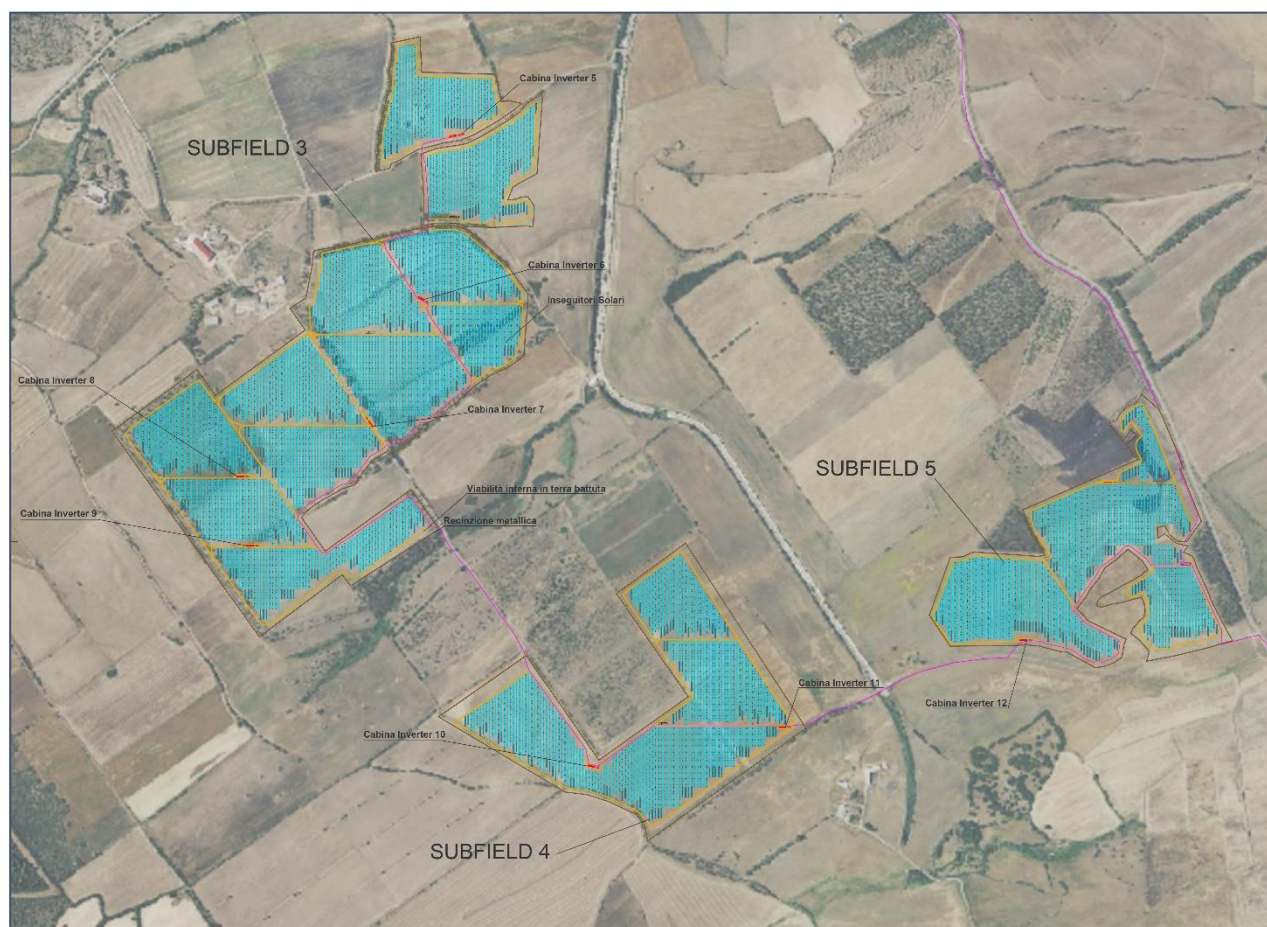 Cabina Inverter 5
SUBFIELD 3
Cabina Inverter 6
Inseguitori Solari
Cabina Inverter 8
Cabina Inverter 7
SUBFIELD 5
Viabilità interna in terra battuta
Cabina Inverter 9
Recinzione metallica
Cabina Inverter 11
Cabina Inverter 12
Cabina Inverter 10
SUBFIELD 4